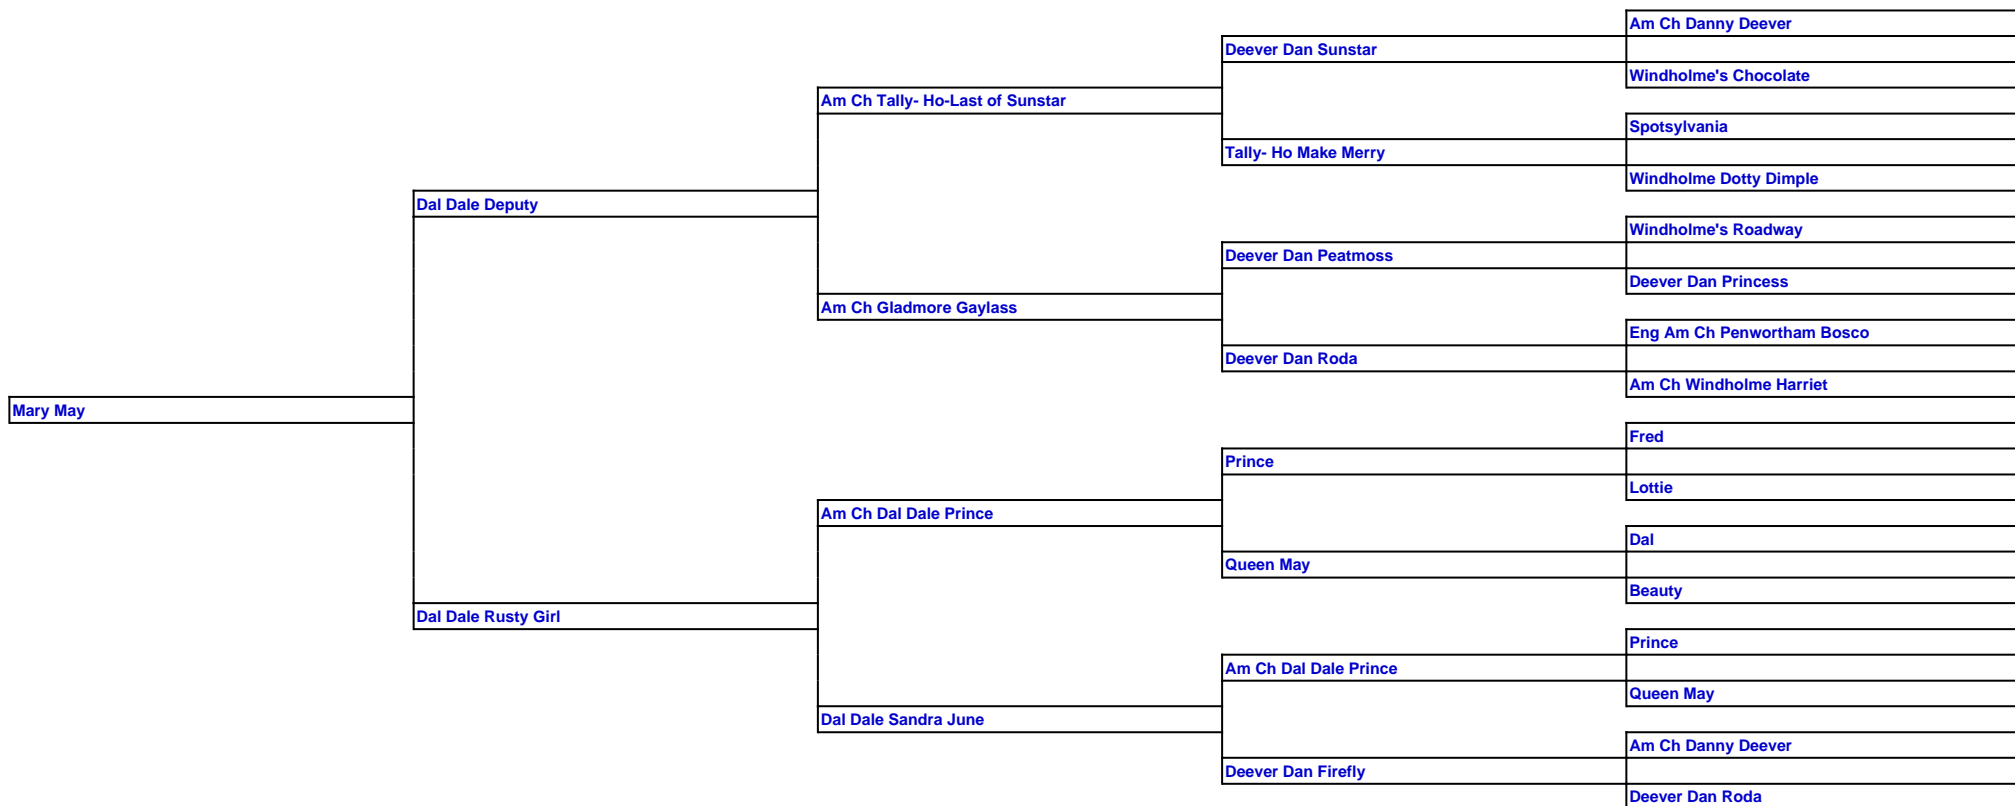 Am Ch Danny Deever
Deever Dan Sunstar
Windholme's Chocolate
Am Ch Tally- Ho-Last of Sunstar
Spotsylvania
Tally- Ho Make Merry
Windholme Dotty Dimple
Dal Dale Deputy
Windholme's Roadway
Deever Dan Peatmoss
Deever Dan Princess
Am Ch Gladmore Gaylass
Eng Am Ch Penwortham Bosco
Deever Dan Roda
Am Ch Windholme Harriet
Mary May
Fred
Prince
Lottie
Am Ch Dal Dale Prince
Dal
Queen May
Beauty
Dal Dale Rusty Girl
Prince
Am Ch Dal Dale Prince
Queen May
Dal Dale Sandra June
Am Ch Danny Deever
Deever Dan Firefly
Deever Dan Roda